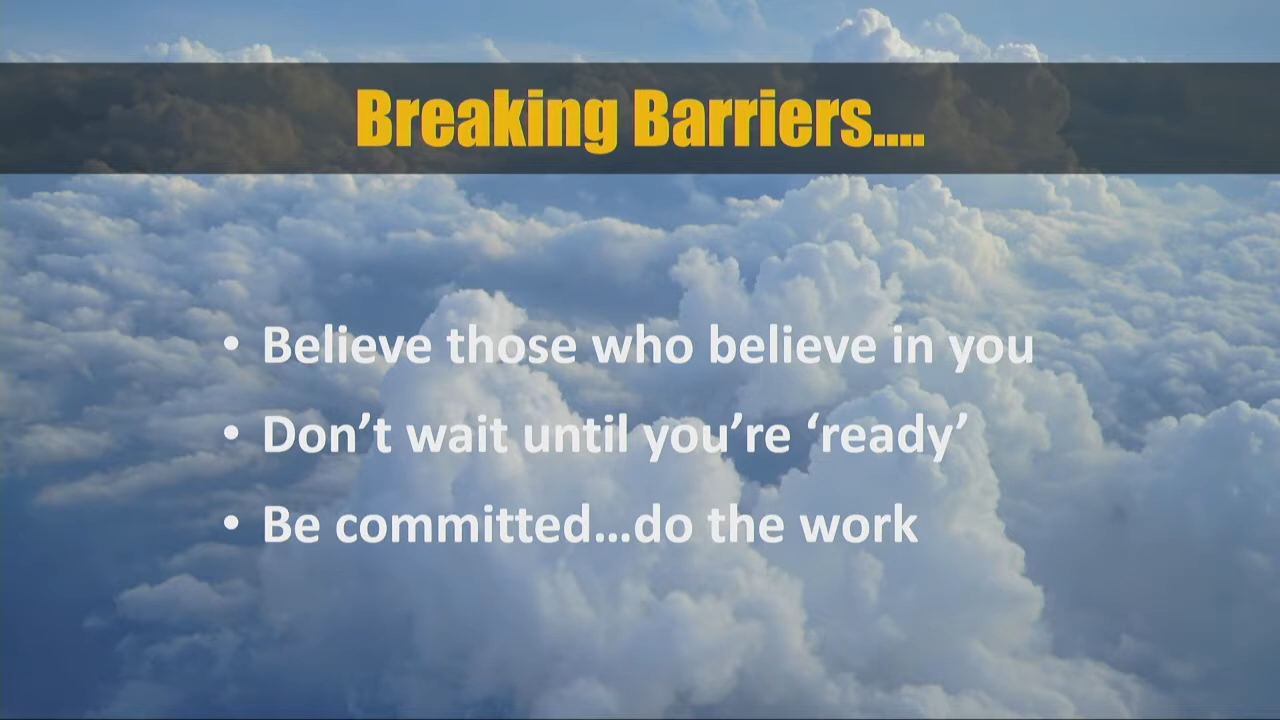 Breaking Barriers....
• Believe those who believe in you
• Don’t wait until you’re ‘ready’
• Be committed...do the work